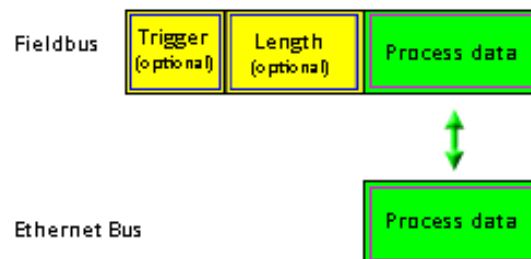 Fieldbus
Trigger
(optional)
Length
(optional)
Process data
Ethernet Bus
Process data